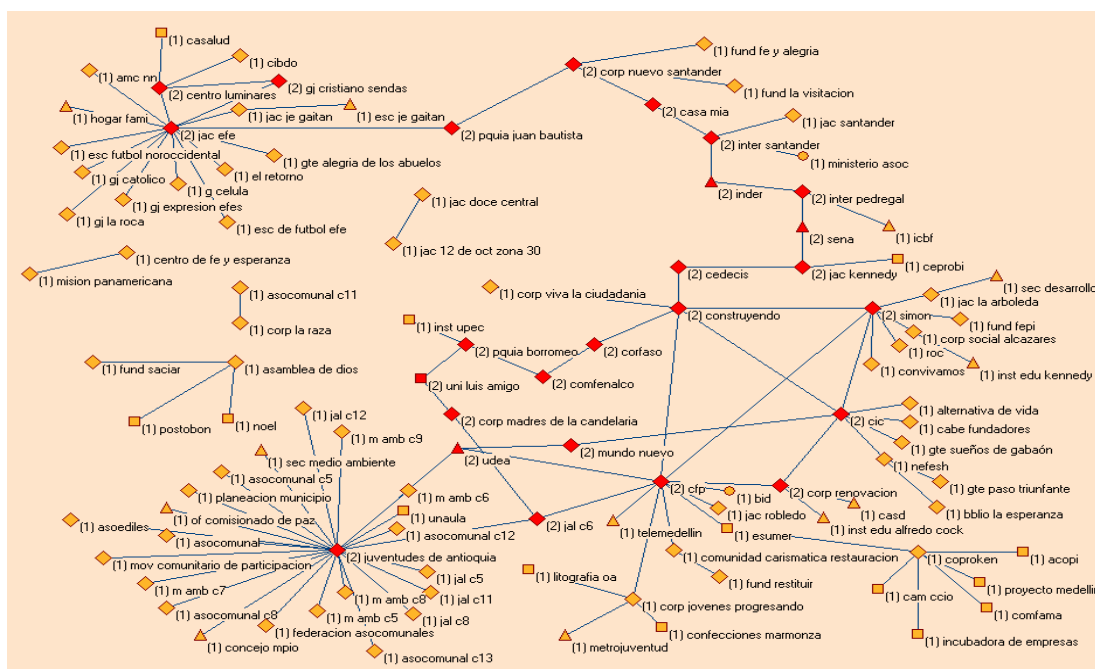 (1) casalud
(1) fund fe y alegria
(1) cibdo
(1) amc nn
(2) corp nuevo santander
(2) gj cristiano sendas
(2) centro luminares
(1) fund la visitacion
(2) casa mia
(1) jac je gaitan
(1) esc je gaitan
(1) hogar fami
(1) jac santander
(2) jac efe
(2) pquia juan bautista
(2) inter santander
(1) esc futbol noroccidental
(1) gte alegria de los abuelos
(1) ministerio asoc
(1) el retorno
(1) gj catolico
(1) g celula
(2) inder
(2) inter pedregal
(1) jac doce central
(1) gj expresion efes
(1) gj la roca
(1) esc de futbol efe
(2) sena
(1) icbf
(1) jac 12 de oct zona 30
(1) centro de fe y esperanza
(1) mision panamericana
(2) cedecis
(2) jac kennedy
(1) ceprobi
(1) sec desarrollo
(1) corp viva la ciudadania
(1) asocomunal c11
(1) jac la arboleda
(2) construyendo
(2) simon
(1) corp la raza
(1) inst upec
(1) fund fepi
(1) corp social alcazares
(2) pquia borromeo
(2) corfaso
(1) roc
(1) fund saciar
(1) asamblea de dios
(1) convivamos
(1) inst edu kennedy
(2) uni luis amigo
(2) comfenalco
(1) jal c12
(1) alternativa de vida
(2) corp madres de la candelaria
(2) cic
(1) postobon
(1) noel
(1) cabe fundadores
(1) m amb c9
(1) gte sueños de gabaón
(1) sec medio ambiente
(2) udea
(2) mundo nuevo
(1) nefesh
(1) asocomunal c5
(1) gte paso triunfante
(1) planeacion municipio
(1) m amb c6
(2) cfp
(1) bid
(2) corp renovacion
(1) bblio la esperanza
(1) of comisionado de paz
(1) unaula
(1) jac robledo
(1) casd
(1) asoediles
(1) asocomunal c12
(2) jal c6
(1) telemedellin
(1) inst edu alfredo cock
(1) asocomunal
(1) esumer
(2) juventudes de antioquia
(1) comunidad carismatica restauracion
(1) coproken
(1) acopi
(1) mov comunitario de participacion
(1) jal c5
(1) litografia oa
(1) fund restituir
(1) m amb c7
(1) m amb c8
(1) jal c11
(1) cam ccio
(1) proyecto medellin
(1) corp jovenes progresando
(1) asocomunal c8
(1) m amb c5
(1) jal c8
(1) comfama
(1) federacion asocomunales
(1) confecciones marmonza
(1) concejo mpio
(1) metrojuventud
(1) incubadora de empresas
(1) asocomunal c13